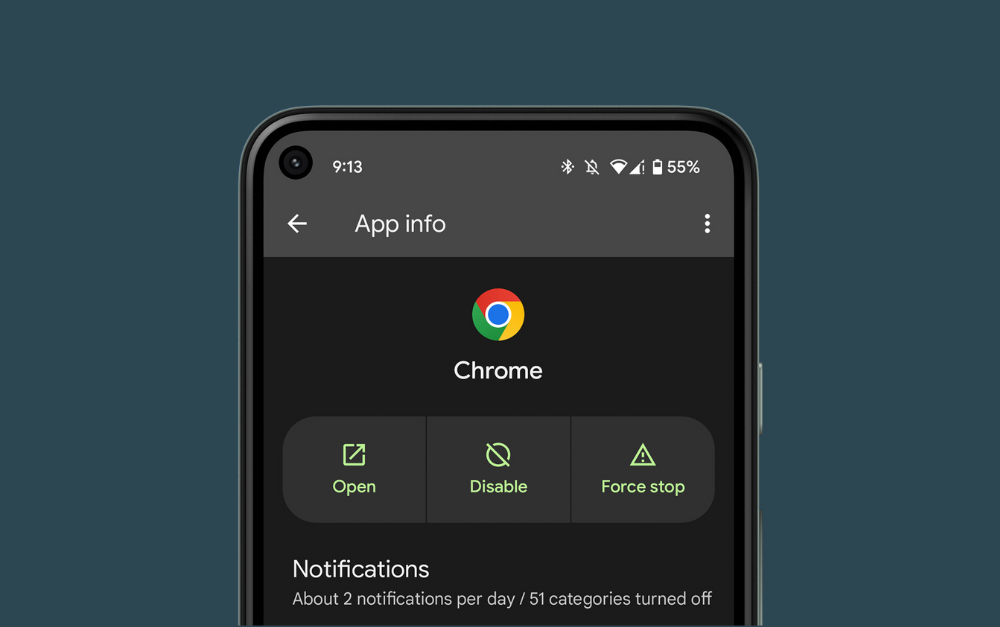 9:13 55%
App info
Chrome
Open Disable Force stop
Notifications
About 2 notifications per day / 51 categories turned off